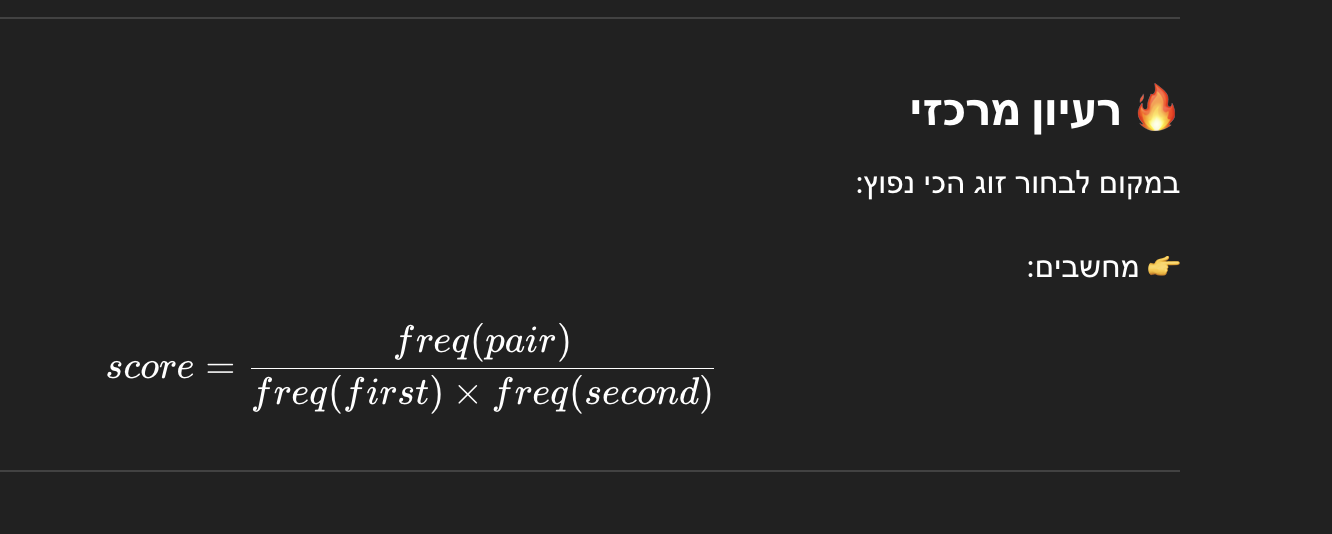 🔥 רעיון מרכזי
במקום לבחור זוג הכי נפוץ:
👉 מחשבים:
score = freq(pair) / freq(first) × freq(second)